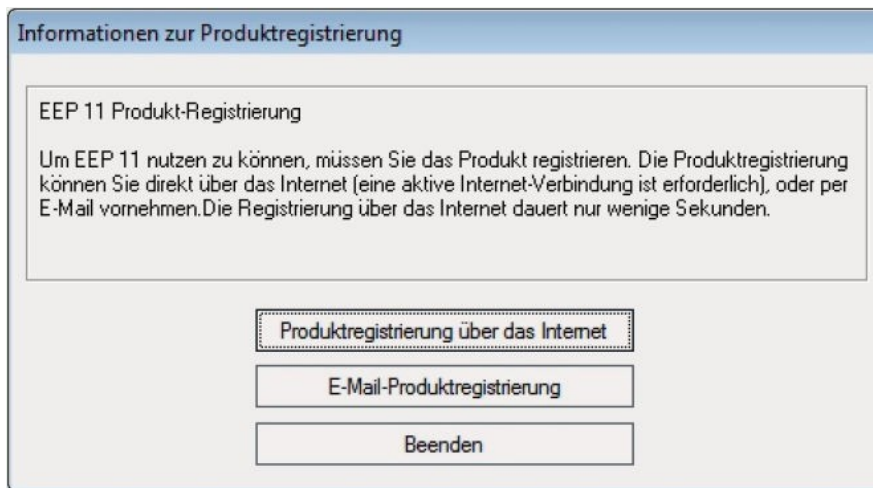 Informationen zur Produktregistrierung
EEP 11 Produkt-Registrierung
Um EEP 11 nutzen zu können, müssen Sie das Produkt registrieren. Die Produktregistrierung
können Sie direkt über das Internet (eine aktive Internet-Verbindung ist erforderlich), oder per
E-Mail vornehmen.Die Registrierung über das Internet dauert nur wenige Sekunden.
Produktregistrierung über das Internet
E-Mail-Produktregistrierung
Beenden